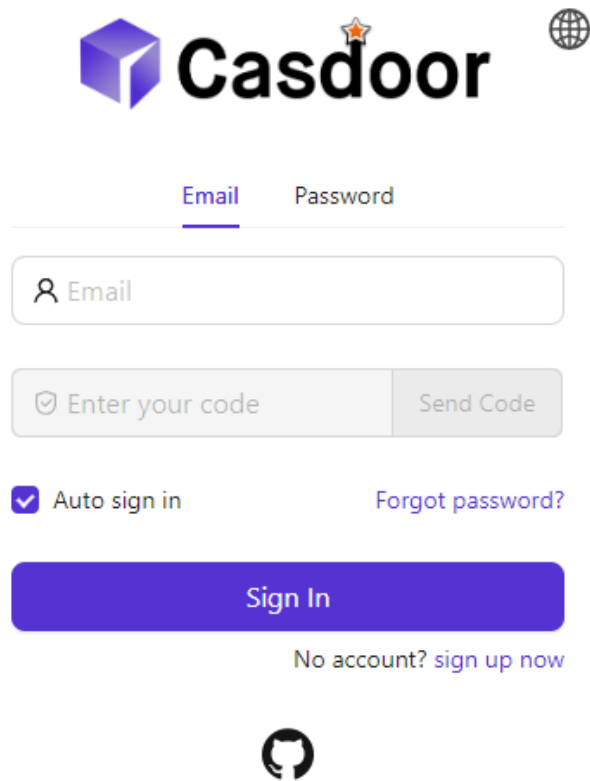 Casdoor
Email Password
Email
Enter your code Send Code
Auto sign in Forgot password?
Sign In
No account? sign up now